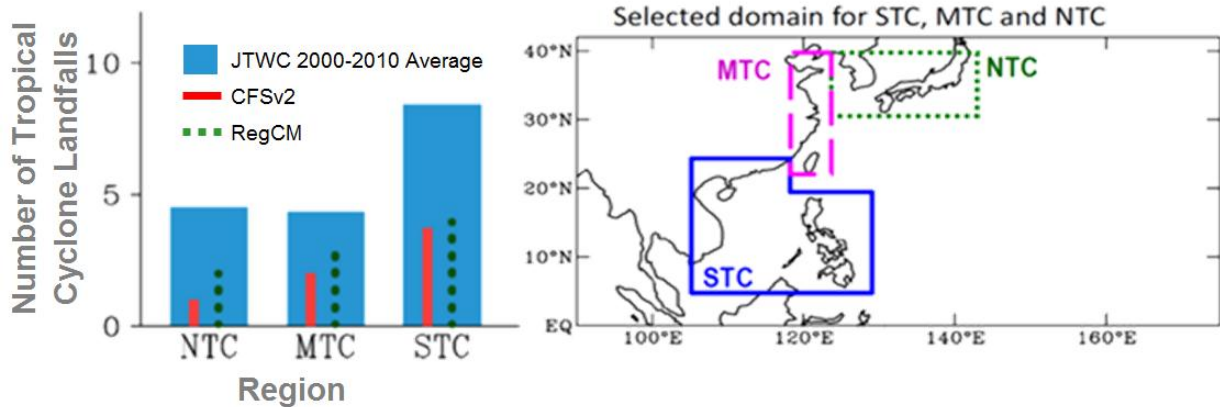 Number of Tropical
Cyclone Landfalls
10
5
0
JTWC 2000-2010 Average
CFSv2
RegCM
NTC MTC STC
Region
Selected domain for STC, MTC and NTC
40°N
30°N
20°N
10°N
EQ
MTC
NTC
STC
100°E 120°E 140°E 160°E